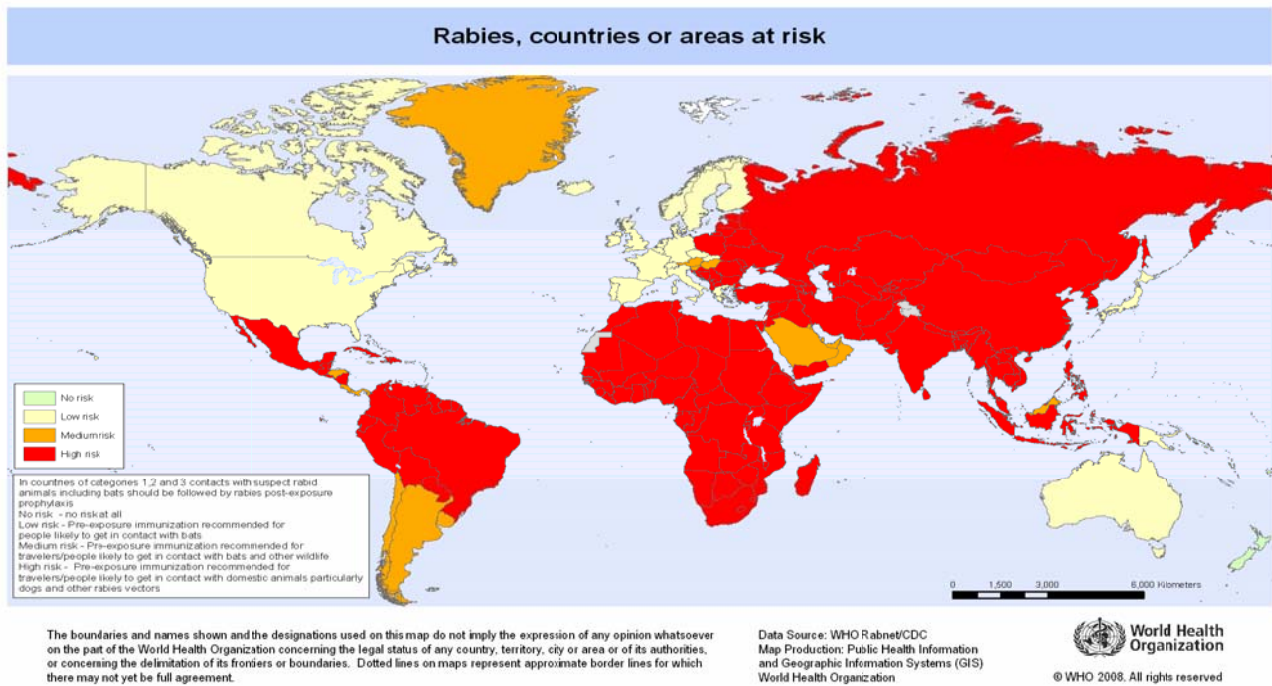 Rabies, countries or areas at risk
No risk
Low risk
Medium risk
High risk
In countries of categories 1,2 and 3 contacts with suspect rabid
animals including bats should be followed by rabies post-exposure
prophylaxis
No risk - no risk at all
Low risk - Pre-exposure immunization recommended for
people likely to get in contact with bats
Medium risk - Pre-exposure immunization recommended for
travelers/people likely to get in contact with bats and other wildlife
High risk - Pre-exposure immunization recommended for
travelers/people likely to get in contact with domestic animals particularly
dogs and other rabies vectors
0 1,500 3,000 6,000 Kilometers
The boundaries and names shown and the designations used on this map do not imply the expression of any opinion whatsoever
on the part of the World Health Organization concerning the legal status of any country, territory, city or area or of its authorities,
or concerning the delimitation of its frontiers or boundaries. Dotted lines on maps represent approximate border lines for which
there may not yet be full agreement.
Data Source: WHO Rabnet/CDC
Map Production: Public Health Information
and Geographic Information Systems (GIS)
World Health Organization
World Health
Organization
© WHO 2008. All rights reserved